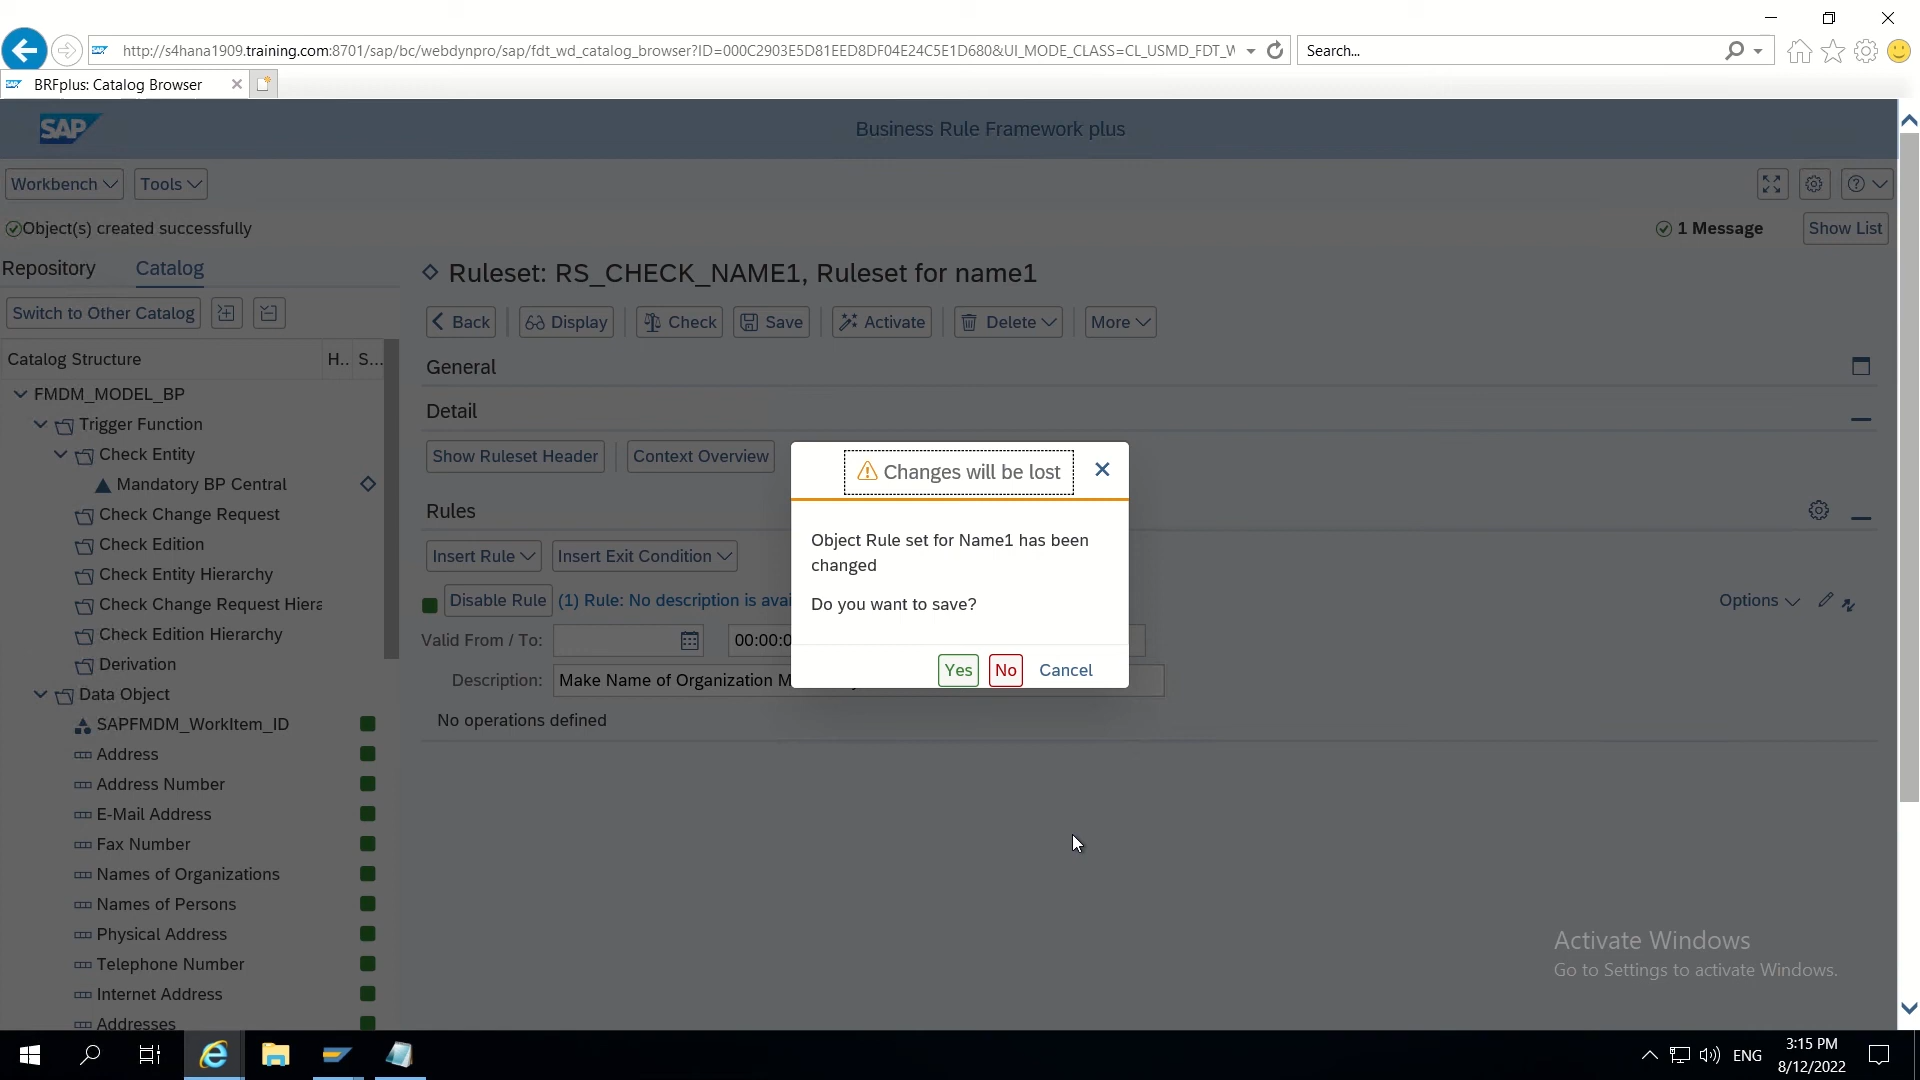 http://s4hana1909.training.com:8701/sap/bc/webdynpro/sap/fdt_wd_catalog_browser?ID=000C2903E5D81EED8DF04E24C5E1D680&UI_MODE_CLASS=CL_USMD_FDT_W
Search...
BRFplus: Catalog Browser
SAP
Business Rule Framework plus
Workbench
Tools
Object(s) created successfully
1 Message
Show List
Repository
Catalog
Ruleset: RS_CHECK_NAME1, Ruleset for name1
Switch to Other Catalog
Back
Display
Check
Save
Activate
Delete
More
Catalog Structure
H..
S...
General
FMDM_MODEL_BP
Detail
Trigger Function
Check Entity
Show Ruleset Header
Context Overview
Mandatory BP Central
Check Change Request
Rules
Check Edition
Insert Rule
Insert Exit Condition
Check Entity Hierarchy
Check Change Request Hiera
Disable Rule
(1) Rule: No description is avai
Options
Check Edition Hierarchy
Valid From / To:
00:00:0
Derivation
Description:
Make Name of Organization M
Data Object
No operations defined
SAPFMDM_WorkItem_ID
Address
Address Number
E-Mail Address
Fax Number
Names of Organizations
Names of Persons
Physical Address
Telephone Number
Internet Address
Addresses
Changes will be lost
Object Rule set for Name1 has been
changed
Do you want to save?
Yes
No
Cancel
Activate Windows
Go to Settings to activate Windows.
ENG
3:15 PM
8/12/2022